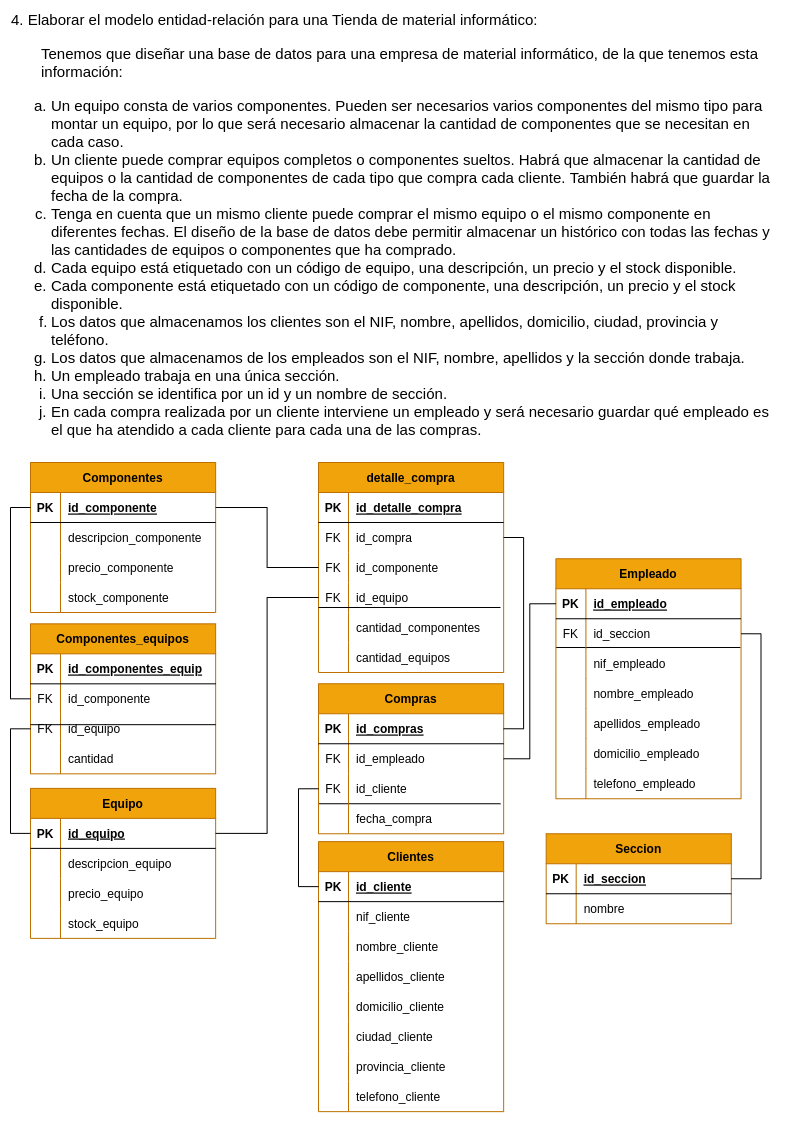 4. Elaborar el modelo entidad-relación para una Tienda de material informático:
Tenemos que diseñar una base de datos para una empresa de material informático, de la que tenemos esta
información:
a. Un equipo consta de varios componentes. Pueden ser necesarios varios componentes del mismo tipo para
montar un equipo, por lo que será necesario almacenar la cantidad de componentes que se necesitan en
cada caso.
b. Un cliente puede comprar equipos completos o componentes sueltos. Habrá que almacenar la cantidad de
equipos o la cantidad de componentes de cada tipo que compra cada cliente. También habrá que guardar la
fecha de la compra.
c. Tenga en cuenta que un mismo cliente puede comprar el mismo equipo o el mismo componente en
diferentes fechas. El diseño de la base de datos debe permitir almacenar un histórico con todas las fechas y
las cantidades de equipos o componentes que ha comprado.
d. Cada equipo está etiquetado con un código de equipo, una descripción, un precio y el stock disponible.
e. Cada componente está etiquetado con un código de componente, una descripción, un precio y el stock
disponible.
f. Los datos que almacenamos los clientes son el NIF, nombre, apellidos, domicilio, ciudad, provincia y
teléfono.
g. Los datos que almacenamos de los empleados son el NIF, nombre, apellidos y la sección donde trabaja.
h. Un empleado trabaja en una única sección.
i. Una sección se identifica por un id y un nombre de sección.
j. En cada compra realizada por un cliente interviene un empleado y será necesario guardar qué empleado es
el que ha atendido a cada cliente para cada una de las compras.
Componentes
PK id_componente
descripcion_componente
precio_componente
stock_componente
Componentes_equipos
PK id_componentes_equip
FK id_componente
FK id_equipo
cantidad
Equipo
PK id_equipo
descripcion_equipo
precio_equipo
stock_equipo
detalle_compra
PK id_detalle_compra
FK id_compra
FK id_componente
FK id_equipo
cantidad_componentes
cantidad_equipos
Compras
PK id_compras
FK id_empleado
FK id_cliente
fecha_compra
Clientes
PK id_cliente
nif_cliente
nombre_cliente
apellidos_cliente
domicilio_cliente
ciudad_cliente
provincia_cliente
telefono_cliente
Empleado
PK id_empleado
FK id_seccion
nif_empleado
nombre_empleado
apellidos_empleado
domicilio_empleado
telefono_empleado
Seccion
PK id_seccion
nombre